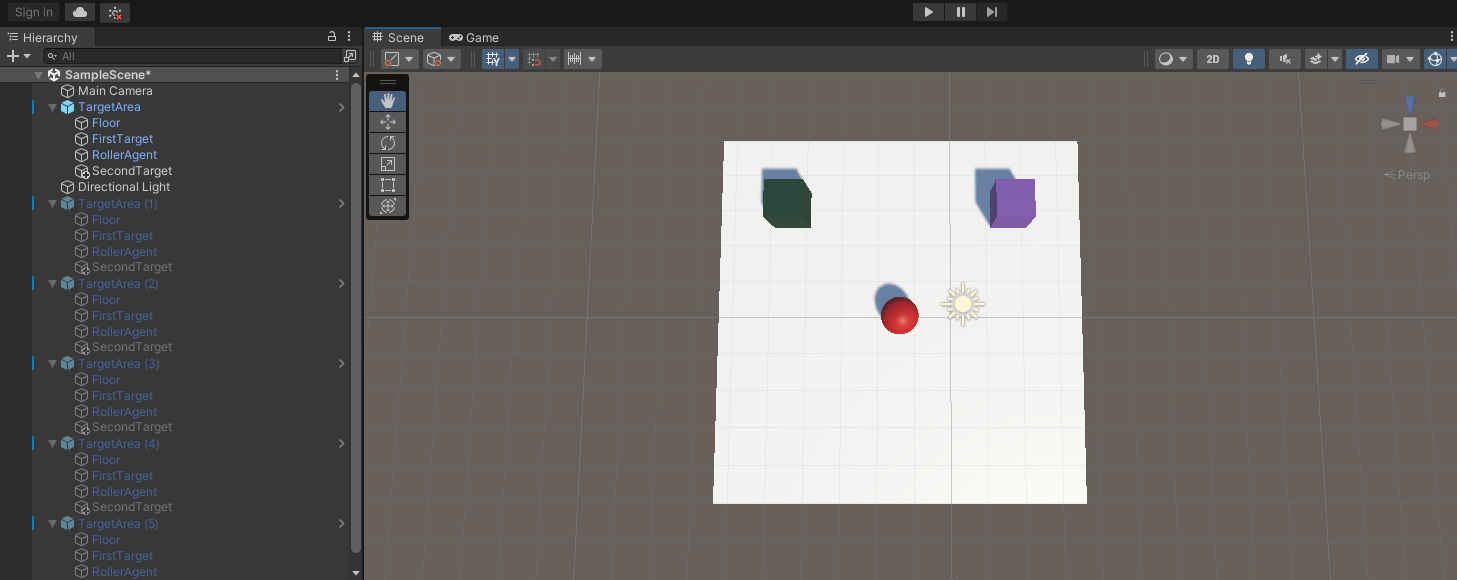 Sign in
Hierarchy
All
SampleScene*
Main Camera
TargetArea
Floor
FirstTarget
RollerAgent
SecondTarget
Directional Light
TargetArea (1)
Floor
FirstTarget
RollerAgent
SecondTarget
TargetArea (2)
Floor
FirstTarget
RollerAgent
SecondTarget
TargetArea (3)
Floor
FirstTarget
RollerAgent
SecondTarget
TargetArea (4)
Floor
FirstTarget
RollerAgent
SecondTarget
TargetArea (5)
Floor
FirstTarget
RollerAgent
Scene Game
2D
Persp